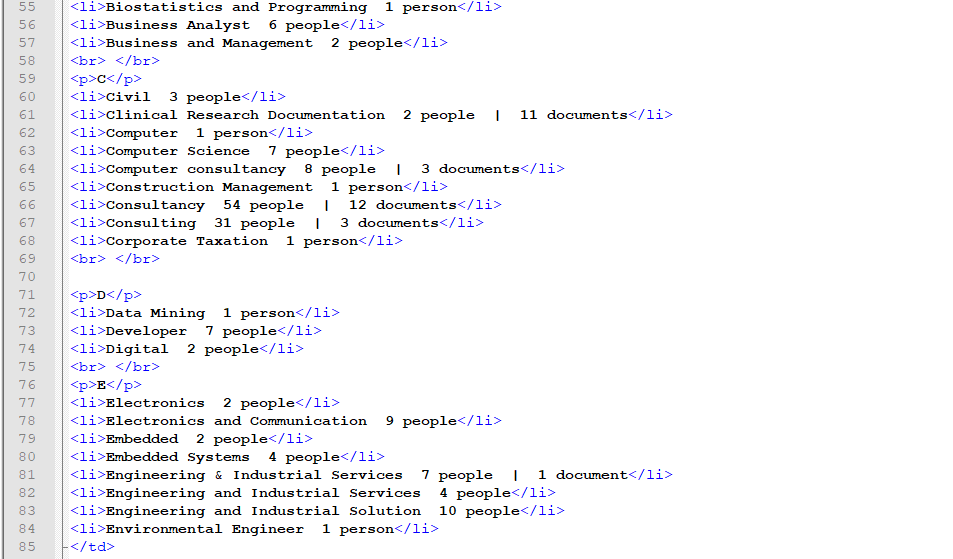 55 <li>Biostatistics and Programming  1 person</li>
56 <li>Business Analyst  6 people</li>
57 <li>Business and Management  2 people</li>
58 <br> </br>
59 <p>C</p>
60 <li>Civil  3 people</li>
61 <li>Clinical Research Documentation  2 people  |  11 documents</li>
62 <li>Computer  1 person</li>
63 <li>Computer Science  7 people</li>
64 <li>Computer consultancy  8 people  |  3 documents</li>
65 <li>Construction Management  1 person</li>
66 <li>Consultancy  54 people  |  12 documents</li>
67 <li>Consulting  31 people  |  3 documents</li>
68 <li>Corporate Taxation  1 person</li>
69 <br> </br>
70
71 <p>D</p>
72 <li>Data Mining  1 person</li>
73 <li>Developer  7 people</li>
74 <li>Digital  2 people</li>
75 <br> </br>
76 <p>E</p>
77 <li>Electronics  2 people</li>
78 <li>Electronics and Communication  9 people</li>
79 <li>Embedded  2 people</li>
80 <li>Embedded Systems  4 people</li>
81 <li>Engineering & Industrial Services  7 people  |  1 document</li>
82 <li>Engineering and Industrial Services  4 people</li>
83 <li>Engineering and Industrial Solution  10 people</li>
84 <li>Environmental Engineer  1 person</li>
85 </td>